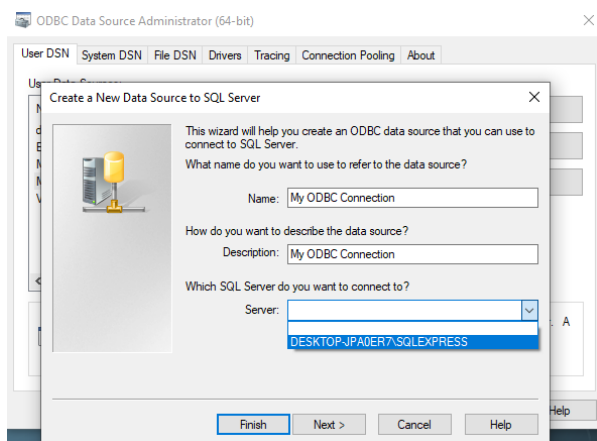 ODBC Data Source Administrator (64-bit)
User DSN System DSN File DSN Drivers Tracing Connection Pooling About
Create a New Data Source to SQL Server
This wizard will help you create an ODBC data source that you can use to
connect to SQL Server.
What name do you want to use to refer to the data source?
Name: My ODBC Connection
How do you want to describe the data source?
Description: My ODBC Connection
Which SQL Server do you want to connect to?
Server:
DESKTOP-JPA0ER7\SQLEXPRESS
A
Finish Next > Cancel Help
Help